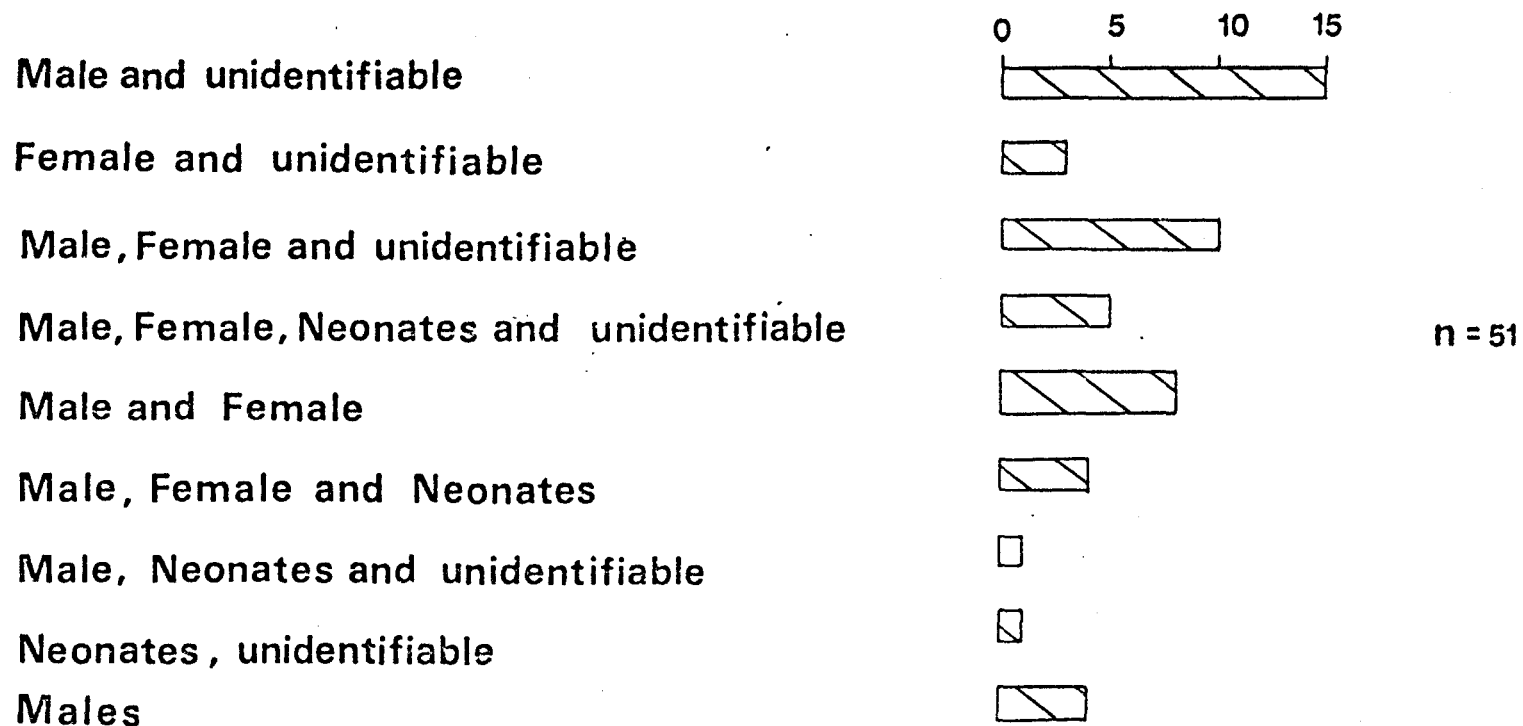 0 5 10 15
Male and unidentifiable
Female and unidentifiable
Male, Female and unidentifiable
Male, Female, Neonates and unidentifiable
n = 51
Male and Female
Male, Female and Neonates
Male, Neonates and unidentifiable
Neonates, unidentifiable
Males